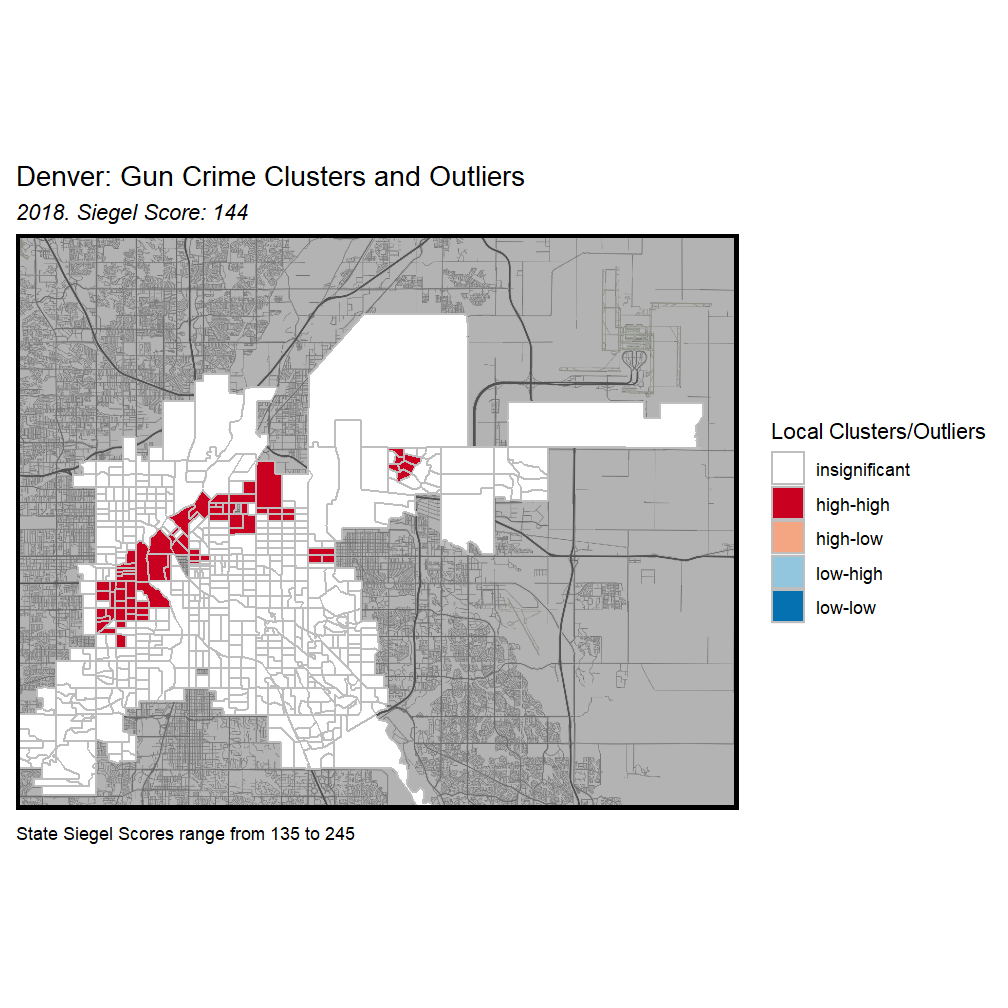 Denver: Gun Crime Clusters and Outliers
2018. Siegel Score: 144
Local Clusters/Outliers
insignificant
high-high
high-low
low-high
low-low
State Siegel Scores range from 135 to 245